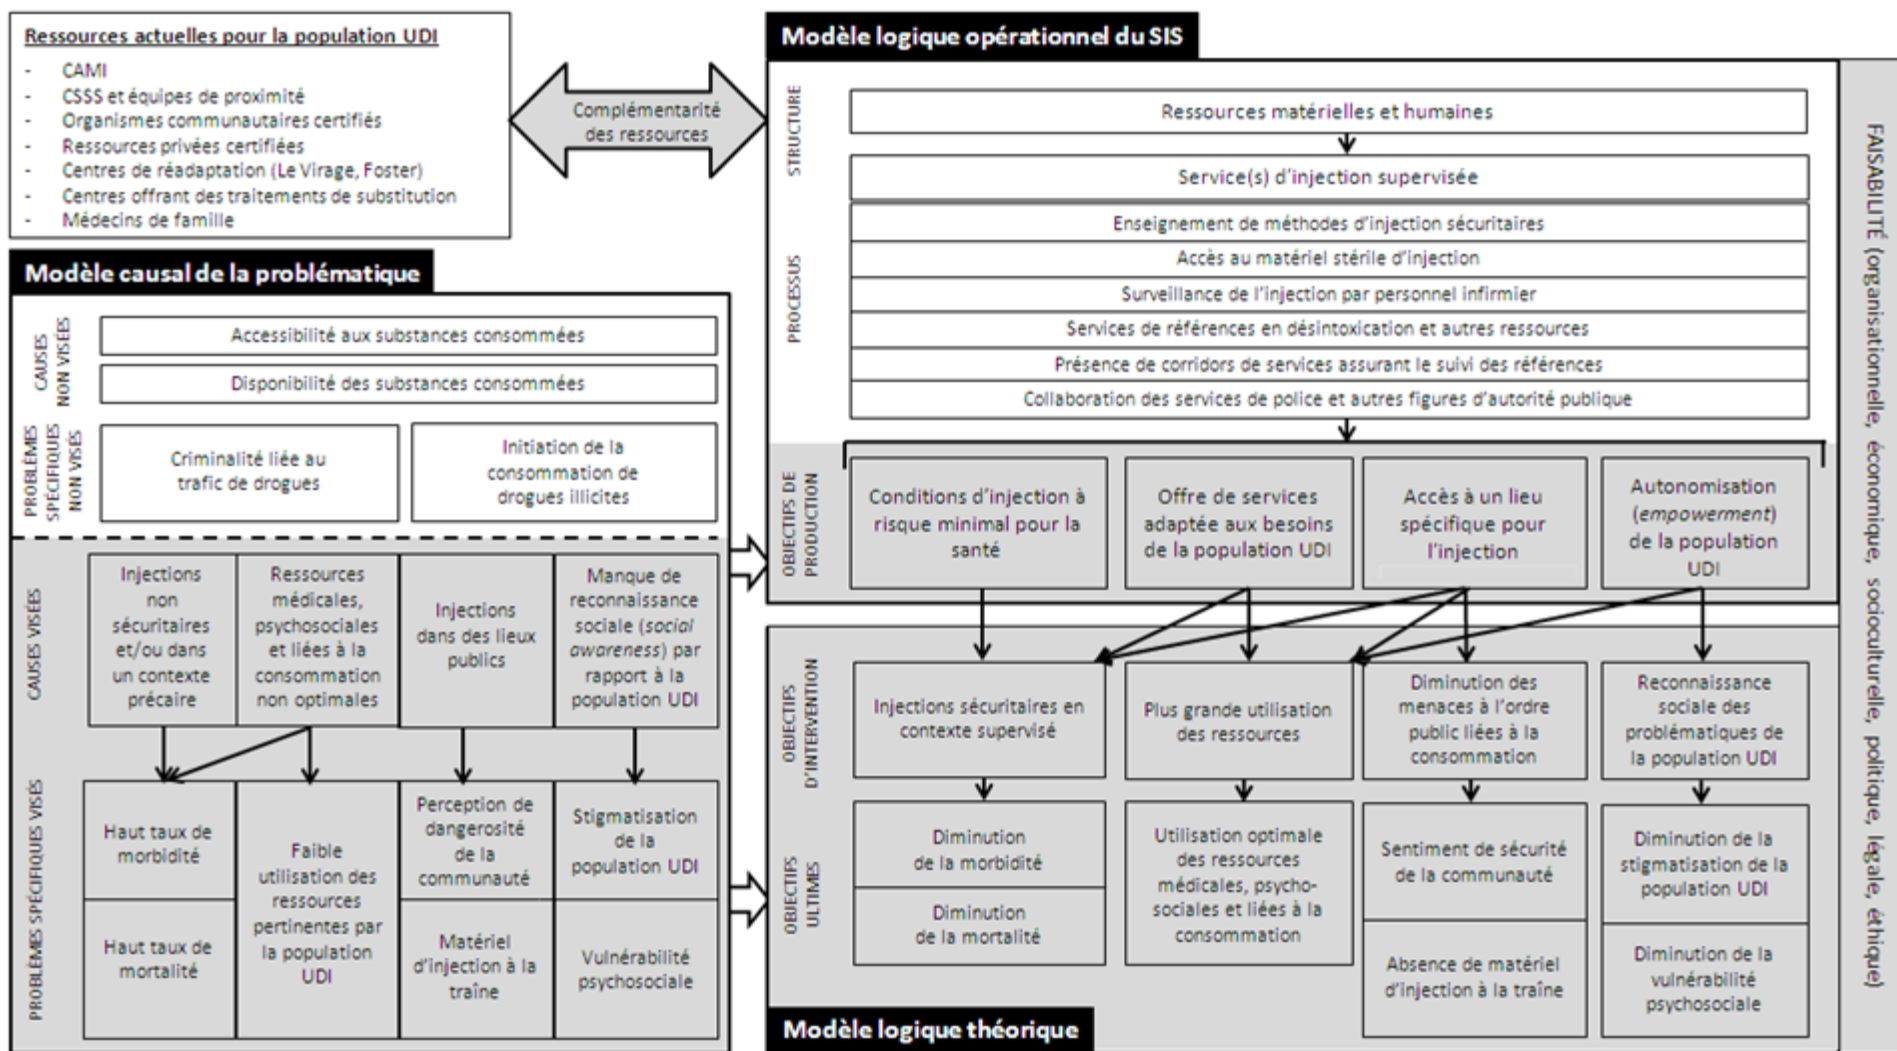 Ressources actuelles pour la population UDI
- CAMI
- CSSS et équipes de proximité
- Organismes communautaires certifiés
- Ressources privées certifiées
- Centres de réadaptation (Le Virage, Foster)
- Centres offrant des traitements de substitution
- Médecins de famille
Complémentarité
des ressources
Modèle causal de la problématique
CAUSES
NON VISÉES
Accessibilité aux substances consommées
Disponibilité des substances consommées
PROBLÈMES
SPÉCIFIQUES
NON VISÉS
Criminalité liée au
trafic de drogues
Initiation de la
consommation de
drogues illicites
CAUSES VISÉES
Injections
non
sécuritaires
et/ou dans
un contexte
précaire
Ressources
médicales,
psychosociales
et liées à la
consommation
non optimales
Injections
dans des lieux
publics
Manque de
reconnaissance
sociale (social
awareness) par
rapport à la
population UDI
PROBLÈMES SPÉCIFIQUES VISÉS
Haut taux de
morbidité
Haut taux de
mortalité
Faible
utilisation des
ressources
pertinentes par
la population
UDI
Perception de
dangerosité
de la
communauté
Matériel
d'injection à la
traîne
Stigmatisation
de la
population UDI
Vulnérabilité
psychosociale
Modèle logique opérationnel du SIS
STRUCTURE
Ressources matérielles et humaines
Service(s) d'injection supervisée
PROCESSUS
Enseignement de méthodes d'injection sécuritaires
Accès au matériel stérile d'injection
Surveillance de l'injection par personnel infirmier
Services de références en désintoxication et autres ressources
Présence de corridors de services assurant le suivi des références
Collaboration des services de police et autres figures d'autorité publique
OBJECTIFS DE
PRODUCTION
Conditions d'injection à
risque minimal pour la
santé
Offre de services
adaptée aux besoins
de la population UDI
Accès à un lieu
spécifique pour
l'injection
Autonomisation
(empowerment)
de la population
UDI
OBJECTIFS
D'INTERVENTION
Injections sécuritaires en
contexte supervisé
Plus grande utilisation
des ressources
Diminution des
menaces à l'ordre
public liées à la
consommation
Reconnaissance
sociale des
problématiques de
la population UDI
OBJECTIFS
ULTIMES
Diminution
de la morbidité
Diminution
de la mortalité
Utilisation optimale
des ressources
médicales, psycho-
sociales et liées à la
consommation
Sentiment de sécurité
de la communauté
Absence de matériel
d'injection à la traîne
Diminution de la
stigmatisation de la
population UDI
Diminution de la
vulnérabilité
psychosociale
Modèle logique théorique
FAISABILITÉ (organisationnelle, économique, socioculturelle, politique, légale, éthique)